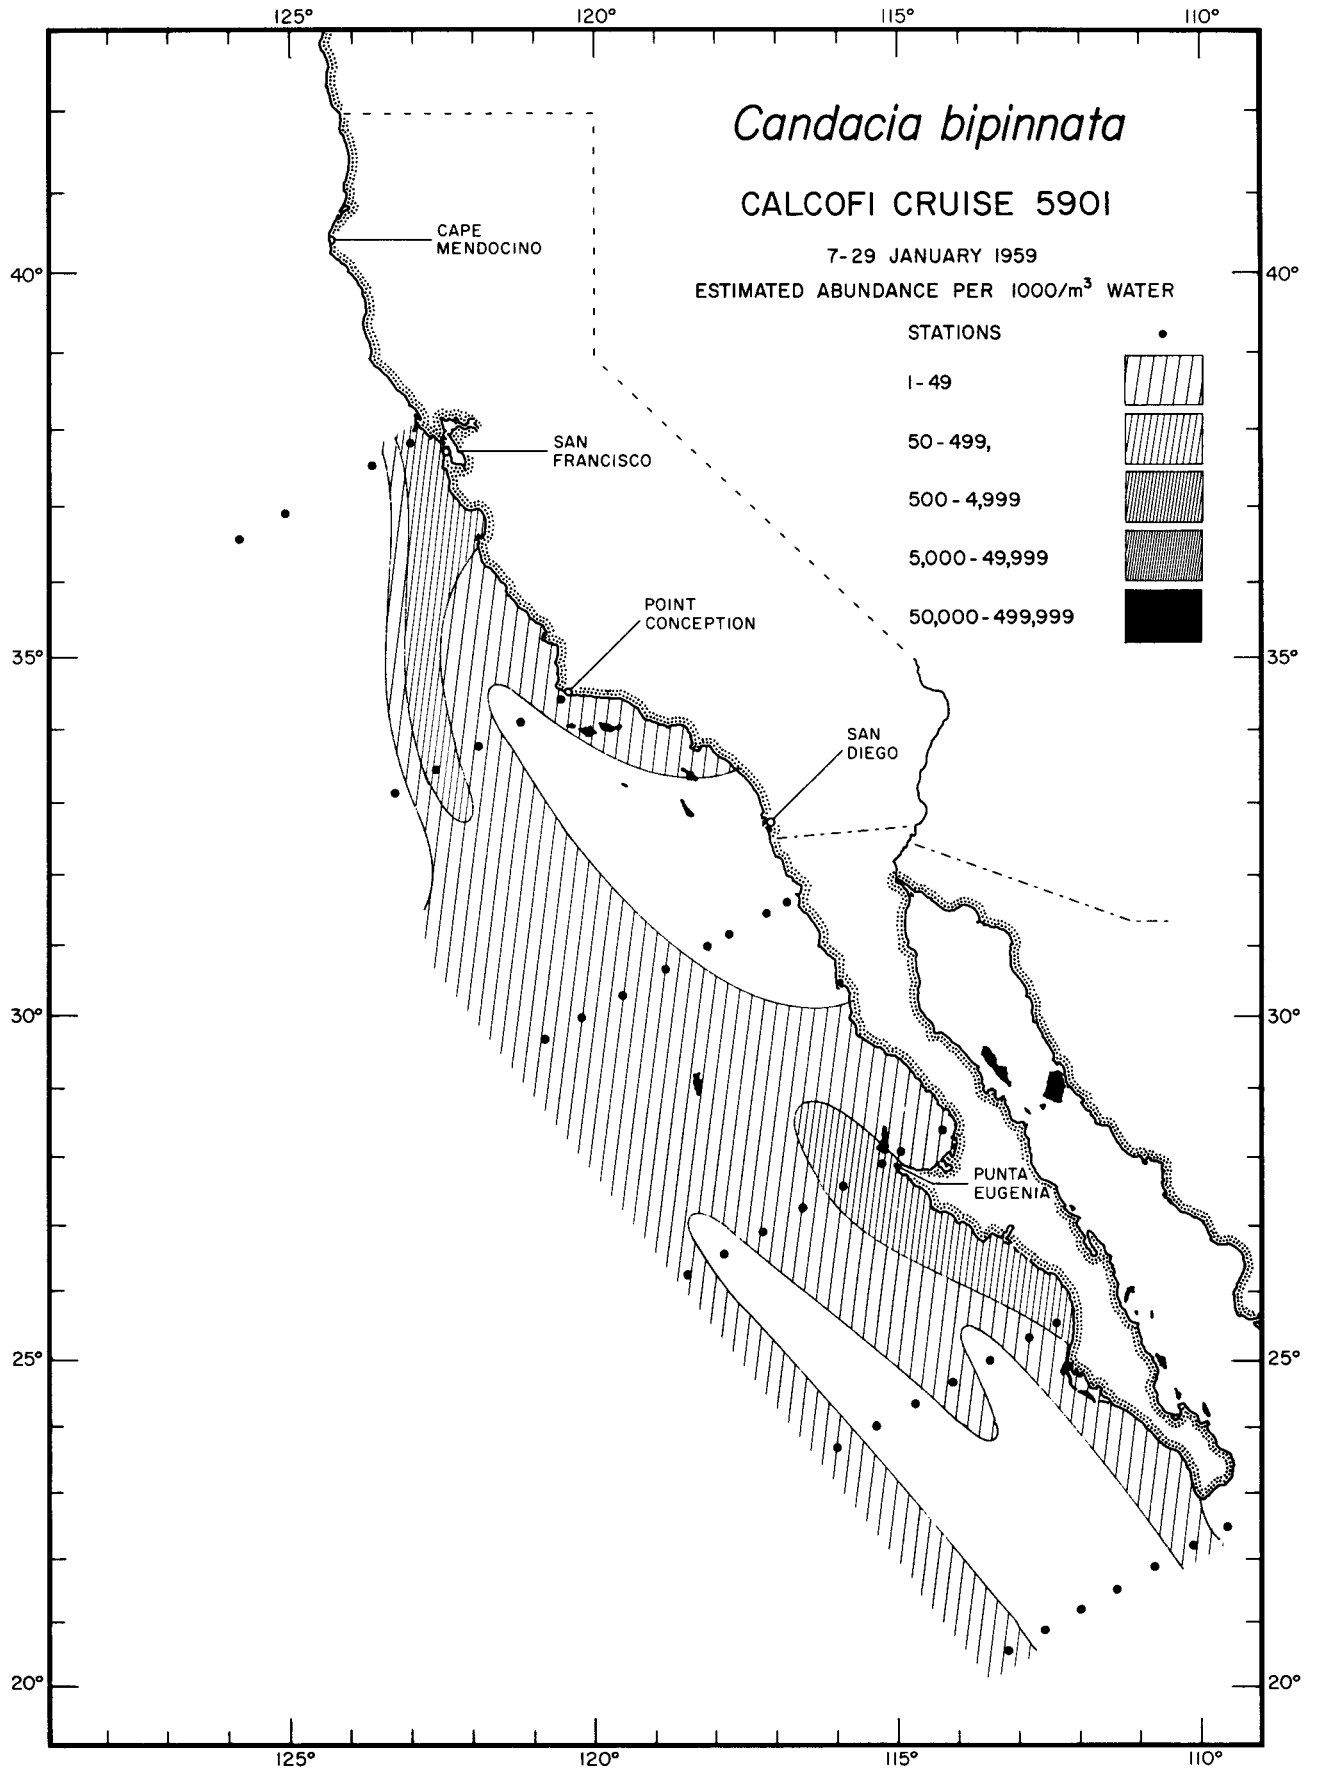 125° 120° 115° 110°
Candacia bipinnata
CALCOFI CRUISE 5901
7-29 JANUARY 1959
ESTIMATED ABUNDANCE PER 1000/m³ WATER
STATIONS
1-49
50-499,
500-4,999
5,000-49,999
50,000-499,999
CAPE
MENDOCINO
40° 40°
SAN
FRANCISCO
POINT
CONCEPTION
35° 35°
SAN
DIEGO
30° 30°
PUNTA
EUGENIA
25° 25°
20° 20°
125° 120° 115° 110°